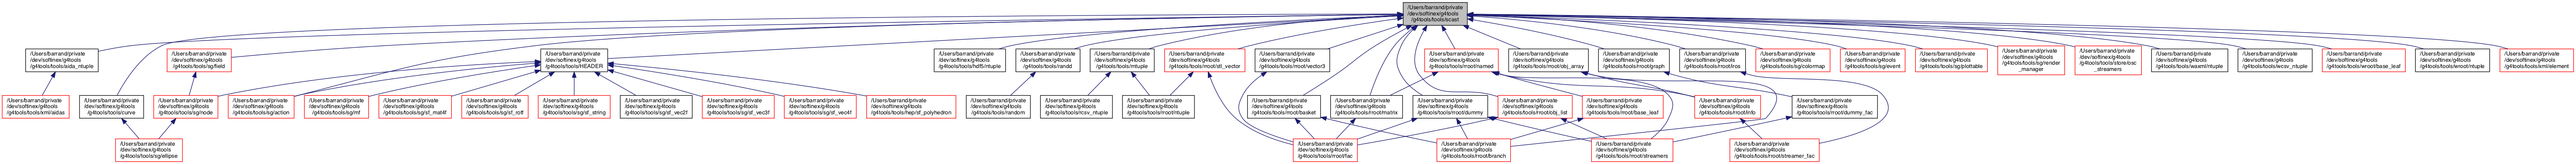 /Users/barrand/private
/dev/softinex/g4tools
/g4tools/tools/scast
/Users/barrand/private
/dev/softinex/g4tools
/g4tools/tools/aida_ntuple
/Users/barrand/private
/dev/softinex/g4tools
/g4tools/tools/sg/field
/Users/barrand/private
/dev/softinex/g4tools
/g4tools/tools/HEADER
/Users/barrand/private
/dev/softinex/g4tools
/g4tools/tools/hdf5/ntuple
/Users/barrand/private
/dev/softinex/g4tools
/g4tools/tools/randd
/Users/barrand/private
/dev/softinex/g4tools
/g4tools/tools/rntuple
/Users/barrand/private
/dev/softinex/g4tools
/g4tools/tools/rroot/stl_vector
/Users/barrand/private
/dev/softinex/g4tools
/g4tools/tools/rroot/vector3
/Users/barrand/private
/dev/softinex/g4tools
/g4tools/tools/rroot/named
/Users/barrand/private
/dev/softinex/g4tools
/g4tools/tools/rroot/obj_array
/Users/barrand/private
/dev/softinex/g4tools
/g4tools/tools/rroot/graph
/Users/barrand/private
/dev/softinex/g4tools
/g4tools/tools/rroot/iros
/Users/barrand/private
/dev/softinex/g4tools
/g4tools/tools/sg/colormap
/Users/barrand/private
/dev/softinex/g4tools
/g4tools/tools/sg/event
/Users/barrand/private
/dev/softinex/g4tools
/g4tools/tools/sg/plottable
/Users/barrand/private
/dev/softinex/g4tools
/g4tools/tools/sg/render
_manager
/Users/barrand/private
/dev/softinex/g4tools
/g4tools/tools/store/osc
_streamers
/Users/barrand/private
/dev/softinex/g4tools
/g4tools/tools/waxml/ntuple
/Users/barrand/private
/dev/softinex/g4tools
/g4tools/tools/wcsv_ntuple
/Users/barrand/private
/dev/softinex/g4tools
/g4tools/tools/wroot/base_leaf
/Users/barrand/private
/dev/softinex/g4tools
/g4tools/tools/wroot/ntuple
/Users/barrand/private
/dev/softinex/g4tools
/g4tools/tools/xml/element
/Users/barrand/private
/dev/softinex/g4tools
/g4tools/tools/xml/aidas
/Users/barrand/private
/dev/softinex/g4tools
/g4tools/tools/curve
/Users/barrand/private
/dev/softinex/g4tools
/g4tools/tools/sg/node
/Users/barrand/private
/dev/softinex/g4tools
/g4tools/tools/sg/action
/Users/barrand/private
/dev/softinex/g4tools
/g4tools/tools/sg/mf
/Users/barrand/private
/dev/softinex/g4tools
/g4tools/tools/sg/sf_mat4f
/Users/barrand/private
/dev/softinex/g4tools
/g4tools/tools/sg/sf_rotf
/Users/barrand/private
/dev/softinex/g4tools
/g4tools/tools/sg/sf_string
/Users/barrand/private
/dev/softinex/g4tools
/g4tools/tools/sg/sf_vec2f
/Users/barrand/private
/dev/softinex/g4tools
/g4tools/tools/sg/sf_vec3f
/Users/barrand/private
/dev/softinex/g4tools
/g4tools/tools/sg/sf_vec4f
/Users/barrand/private
/dev/softinex/g4tools
/g4tools/tools/hep/sf_polyhedron
/Users/barrand/private
/dev/softinex/g4tools
/g4tools/tools/random
/Users/barrand/private
/dev/softinex/g4tools
/g4tools/tools/rcsv_ntuple
/Users/barrand/private
/dev/softinex/g4tools
/g4tools/tools/rroot/ntuple
/Users/barrand/private
/dev/softinex/g4tools
/g4tools/tools/rroot/basket
/Users/barrand/private
/dev/softinex/g4tools
/g4tools/tools/rroot/matrix
/Users/barrand/private
/dev/softinex/g4tools
/g4tools/tools/rroot/dummy
/Users/barrand/private
/dev/softinex/g4tools
/g4tools/tools/rroot/obj_list
/Users/barrand/private
/dev/softinex/g4tools
/g4tools/tools/rroot/base_leaf
/Users/barrand/private
/dev/softinex/g4tools
/g4tools/tools/rroot/info
/Users/barrand/private
/dev/softinex/g4tools
/g4tools/tools/rroot/dummy_fac
/Users/barrand/private
/dev/softinex/g4tools
/g4tools/tools/sg/ellipse
/Users/barrand/private
/dev/softinex/g4tools
/g4tools/tools/rroot/fac
/Users/barrand/private
/dev/softinex/g4tools
/g4tools/tools/rroot/branch
/Users/barrand/private
/dev/softinex/g4tools
/g4tools/tools/rroot/streamers
/Users/barrand/private
/dev/softinex/g4tools
/g4tools/tools/rroot/streamer_fac